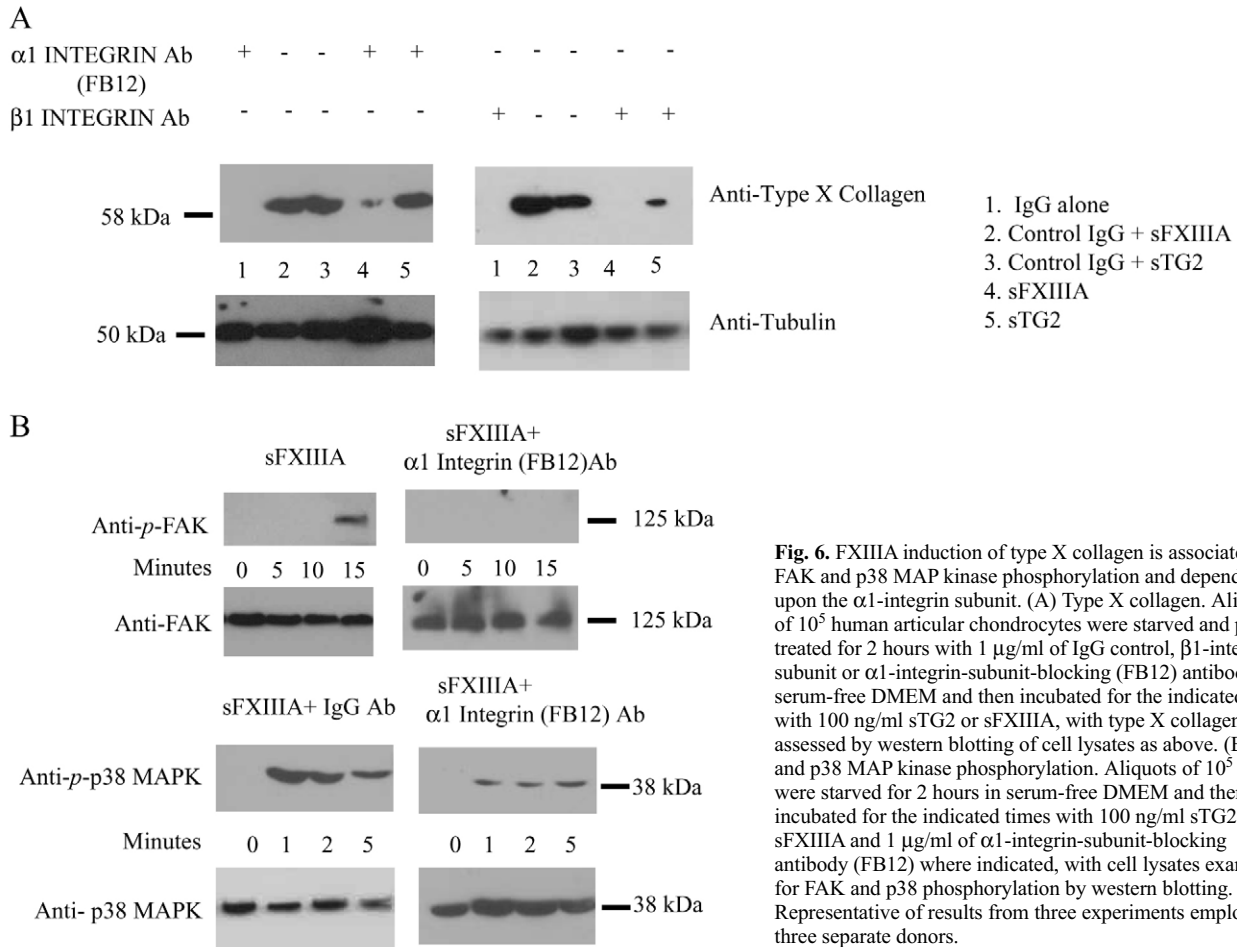 A
α1 INTEGRIN Ab + - - + + - - - - -
(FB12)
β1 INTEGRIN Ab - - - - - + - - + +
Anti-Type X Collagen
58 kDa
1 2 3 4 5 1 2 3 4 5
50 kDa
Anti-Tubulin
1. IgG alone
2. Control IgG + sFXIIIA
3. Control IgG + sTG2
4. sFXIIIA
5. sTG2
B
sFXIIIA
sFXIIIA+
α1 Integrin (FB12)Ab
Anti-p-FAK
125 kDa
Minutes 0 5 10 15 0 5 10 15
Anti-FAK
125 kDa
sFXIIIA+ IgG Ab
sFXIIIA+
α1 Integrin (FB12) Ab
Anti-p-p38 MAPK
38 kDa
Minutes 0 1 2 5 0 1 2 5
Anti- p38 MAPK
38 kDa
Fig. 6. FXIIIA induction of type X collagen is associate
FAK and p38 MAP kinase phosphorylation and depend
upon the α1-integrin subunit. (A) Type X collagen. Ali
of 10⁵ human articular chondrocytes were starved and p
treated for 2 hours with 1 μg/ml of IgG control, β1-inte
subunit or α1-integrin-subunit-blocking (FB12) antibo
serum-free DMEM and then incubated for the indicated
with 100 ng/ml sTG2 or sFXIIIA, with type X collagen
assessed by western blotting of cell lysates as above. (
and p38 MAP kinase phosphorylation. Aliquots of 10⁵
were starved for 2 hours in serum-free DMEM and the
incubated for the indicated times with 100 ng/ml sTG2
sFXIIIA and 1 μg/ml of α1-integrin-subunit-blocking
antibody (FB12) where indicated, with cell lysates exa
for FAK and p38 phosphorylation by western blotting.
Representative of results from three experiments emplo
three separate donors.